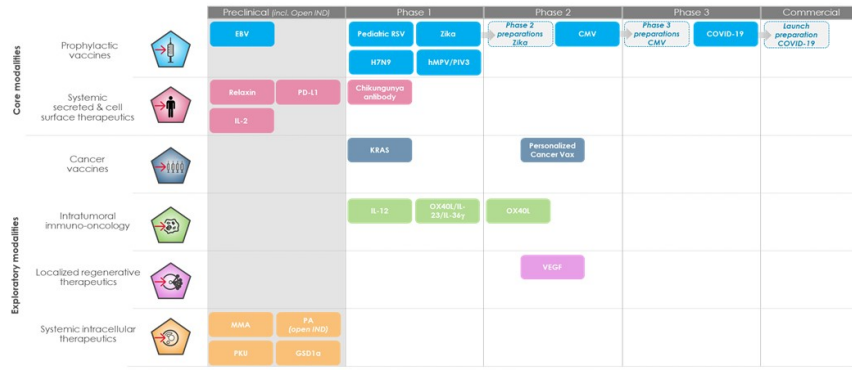 Preclinical (incl. Open IND)
Phase 1
Phase 2
Phase 3
Commercial
Core modalities
Prophylactic
vaccines
EBV
Pediatric RSV
Zika
Phase 2
preparations
Zika
CMV
Phase 3
preparations
CMV
COVID-19
Launch
preparation
COVID-19
H7N9
hMPV/PIV3
Systemic
secreted & cell
surface therapeutics
Relaxin
PD-L1
Chikungunya
antibody
IL-2
Exploratory modalities
Cancer
vaccines
KRAS
Personalized
Cancer Vax
Intratumoral
immuno-oncology
IL-12
OX40L/IL-
23/IL-36γ
OX40L
Localized regenerative
therapeutics
VEGF
Systemic intracellular
therapeutics
MMA
PA
(open IND)
PKU
GSD1a